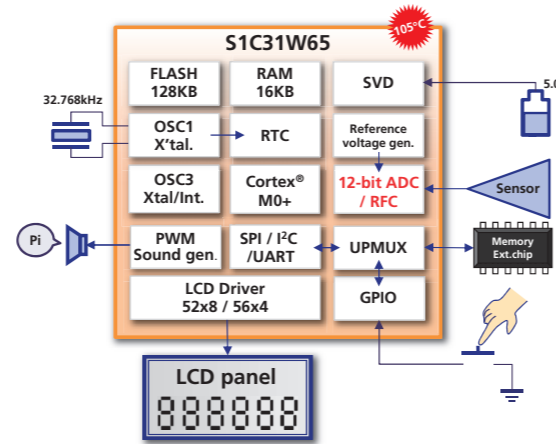 S1C31W65
105°C
FLASH
128KB
RAM
16KB
SVD
5.0
32.768kHz
OSC1
X'tal.
RTC
Reference
voltage gen.
OSC3
Xtal/Int.
Cortex®
M0+
12-bit ADC
/ RFC
Sensor
Pi
PWM
Sound gen.
SPI / I²C
/UART
UPMUX
Memory
Ext.chip
LCD Driver
52x8 / 56x4
GPIO
LCD panel
888888